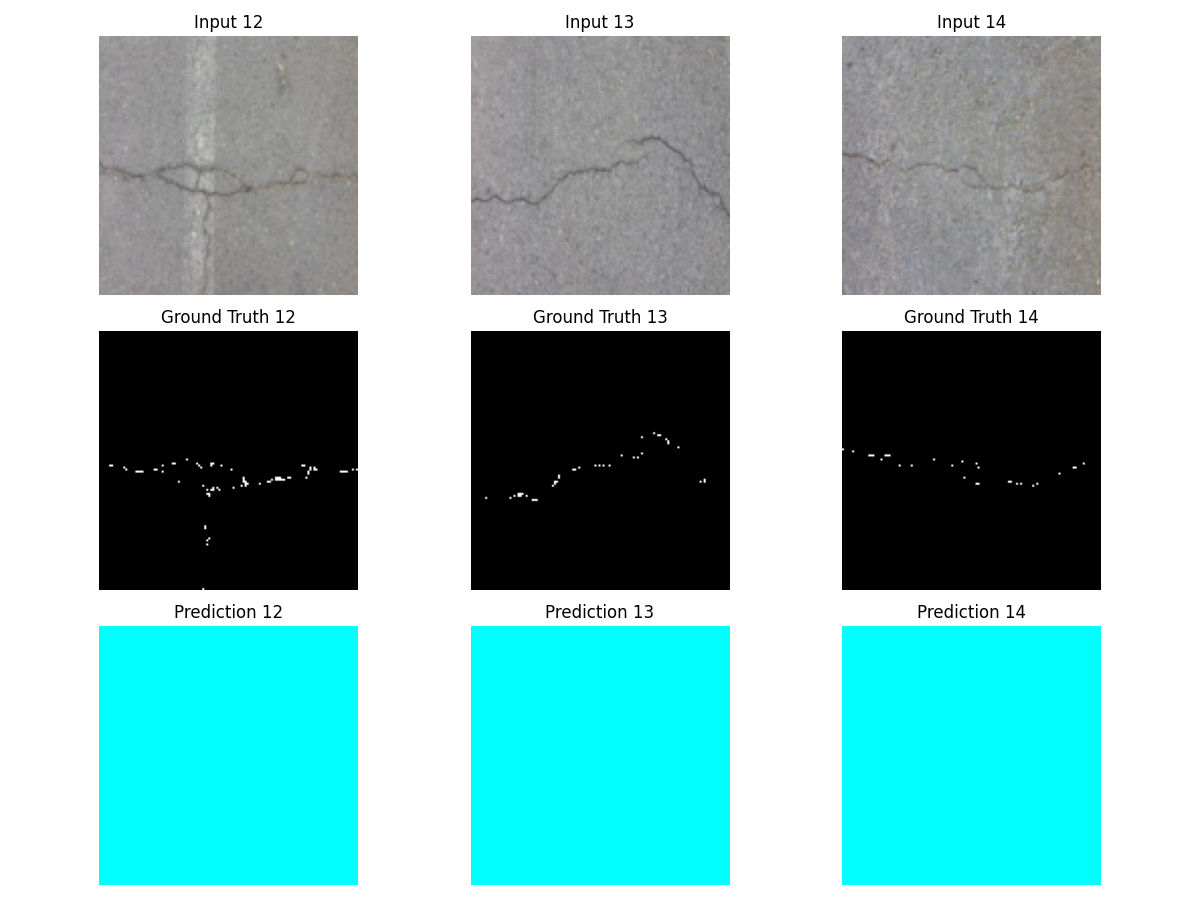 Input 12
Input 13
Input 14
Ground Truth 12
Ground Truth 13
Ground Truth 14
Prediction 12
Prediction 13
Prediction 14